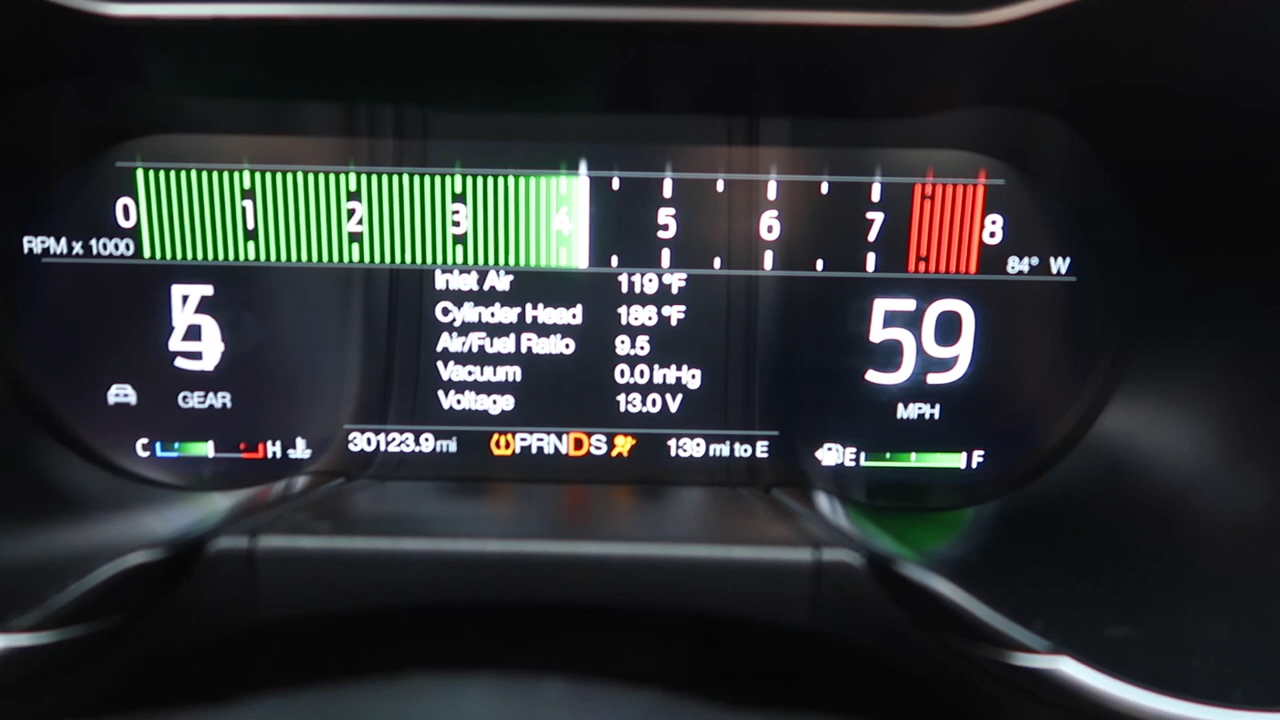 0 1 2 3 4 5 6 7 8
RPM x 1000
84° W
Inlet Air 119 °F
Cylinder Head 186 °F
Air/Fuel Ratio 9.5
Vacuum 0.0 inHg
Voltage 13.0 V
59
GEAR
MPH
C H
30123.9 mi PRNDS 139 mi to E
E F